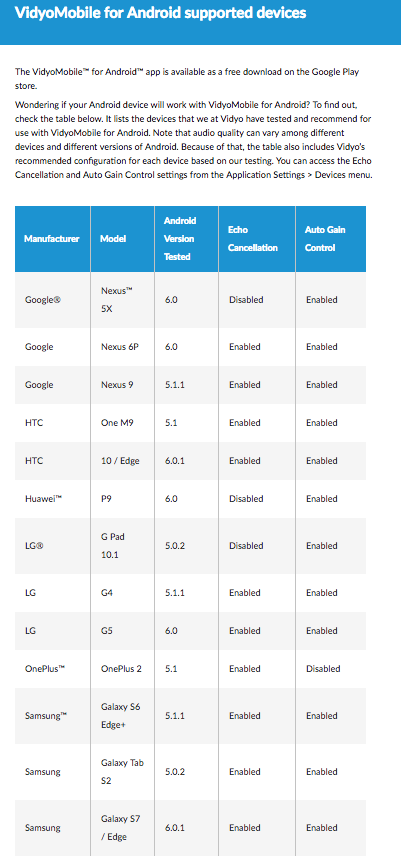 VidyoMobile for Android supported devices
The VidyoMobile™ for Android™ app is available as a free download on the Google Play
store.
Wondering if your Android device will work with VidyoMobile for Android? To find out,
check the table below. It lists the devices that we at Vidyo have tested and recommend for
use with VidyoMobile for Android. Note that audio quality can vary among different
devices and different versions of Android. Because of that, the table also includes Vidyo's
recommended configuration for each device based on our testing. You can access the Echo
Cancellation and Auto Gain Control settings from the Application Settings > Devices menu.
Manufacturer Model Android Version Tested Echo Cancellation Auto Gain Control
Google® Nexus™ 5X 6.0 Disabled Enabled
Google Nexus 6P 6.0 Enabled Enabled
Google Nexus 9 5.1.1 Enabled Enabled
HTC One M9 5.1 Enabled Enabled
HTC 10 / Edge 6.0.1 Enabled Enabled
Huawei™ P9 6.0 Disabled Enabled
LG® G Pad 10.1 5.0.2 Disabled Enabled
LG G4 5.1.1 Enabled Enabled
LG G5 6.0 Enabled Enabled
OnePlus™ OnePlus 2 5.1 Enabled Disabled
Samsung™ Galaxy S6 Edge+ 5.1.1 Enabled Enabled
Samsung Galaxy Tab S2 5.0.2 Enabled Enabled
Samsung Galaxy S7 / Edge 6.0.1 Enabled Enabled